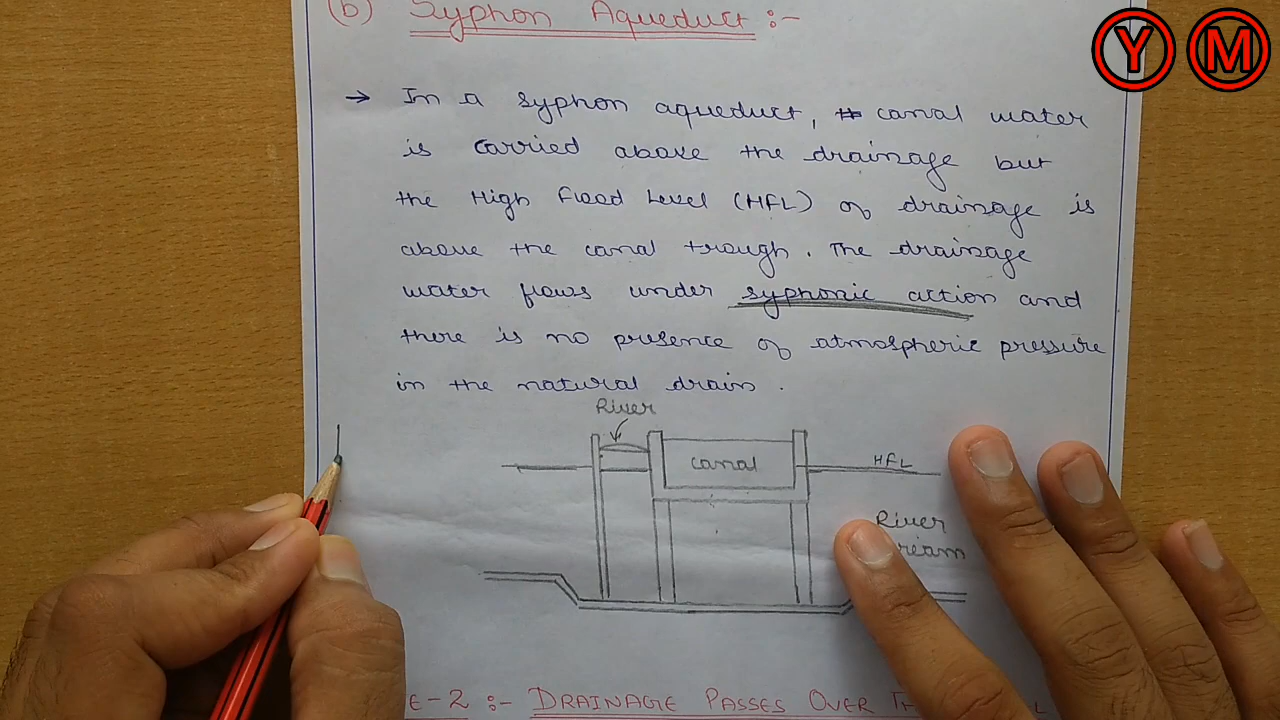 Y M
(b) Syphon Aqueduct :-
→ In a syphon aqueduct, canal water
is carried above the drainage but
the High Flood Level (HFL) of drainage is
above the canal trough. The drainage
water flows under syphonic action and
there is no presence of atmospheric pressure
in the natural drain.
River
canal
HFL
River
E-2 :- DRAINAGE PASSES OVER